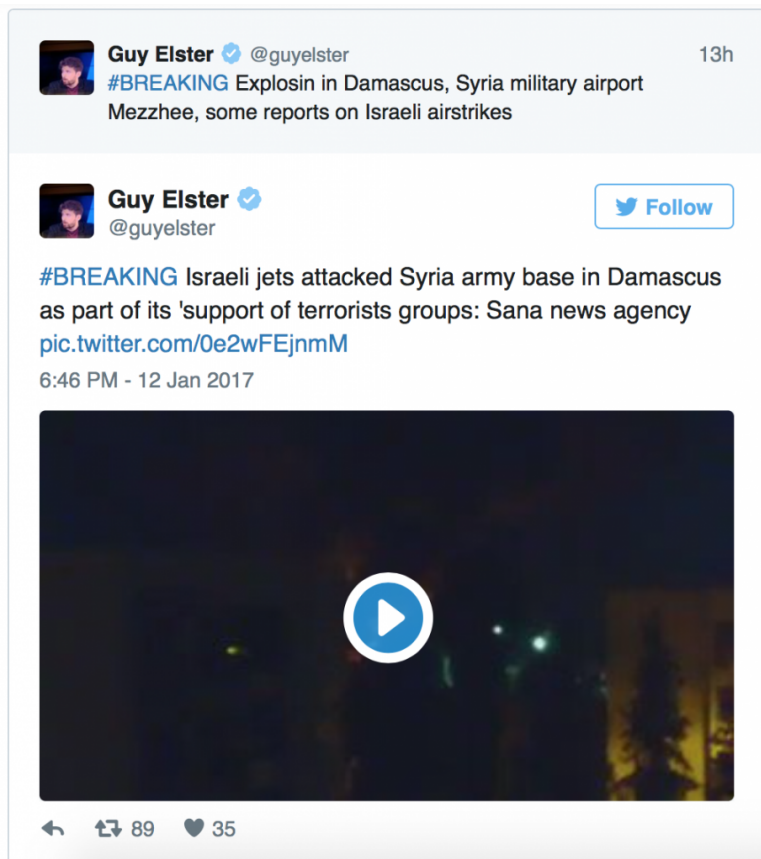 Guy Elster @guyelster 13h
#BREAKING Explosin in Damascus, Syria military airport
Mezzhee, some reports on Israeli airstrikes
Guy Elster
@guyelster
Follow
#BREAKING Israeli jets attacked Syria army base in Damascus
as part of its 'support of terrorists groups: Sana news agency
pic.twitter.com/0e2wFEjnmM
6:46 PM - 12 Jan 2017
89 35